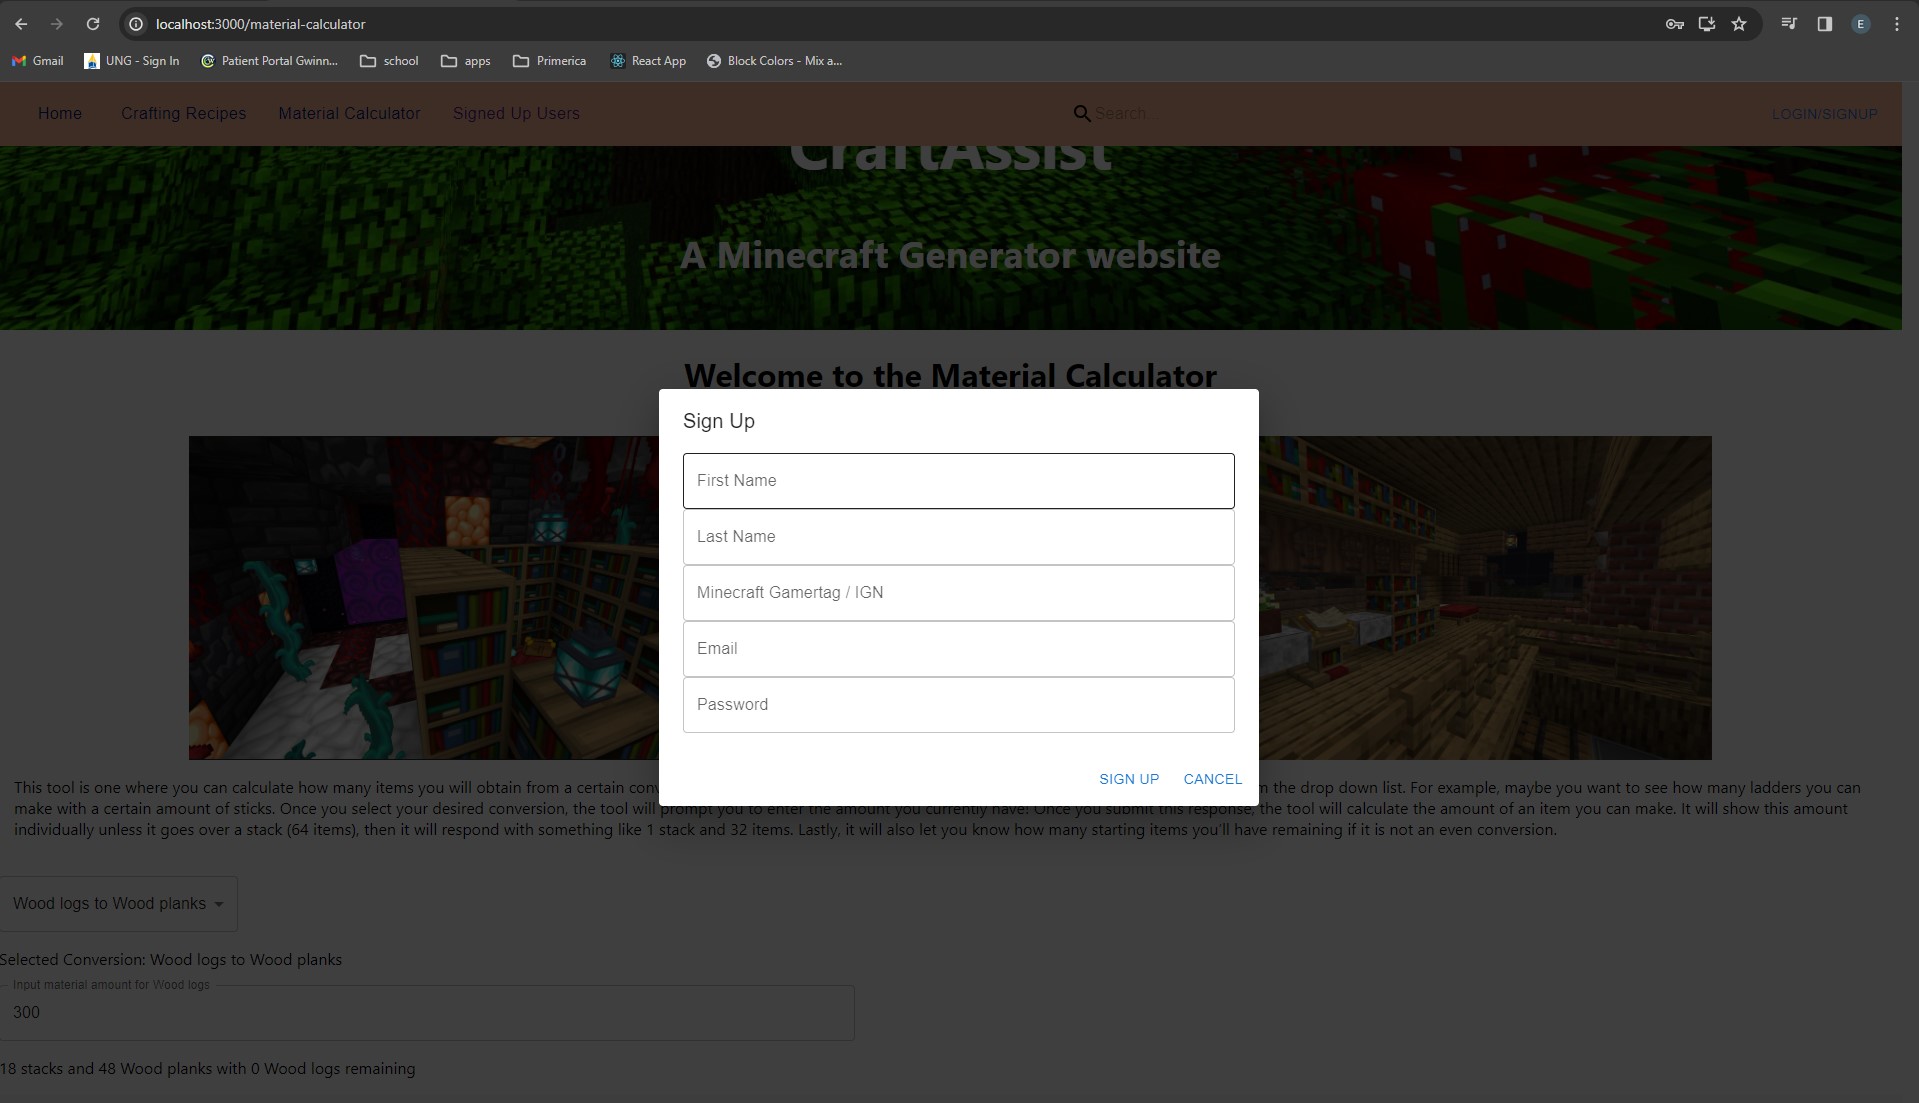 localhost:3000/material-calculator
E
Gmail
UNG - Sign In
Patient Portal Gwinn...
school
apps
Primerica
React App
Block Colors - Mix a...
Home
Crafting Recipes
Material Calculator
Signed Up Users
Search...
LOGIN/SIGNUP
CraftAssist
A Minecraft Generator website
Welcome to the Material Calculator
Sign Up
First Name
Last Name
Minecraft Gamertag / IGN
Email
Password
SIGN UP
CANCEL
This tool is one where you can calculate how many items you will obtain from a certain conv m the drop down list. For example, maybe you want to see how many ladders you can
make with a certain amount of sticks. Once you select your desired conversion, the tool will prompt you to enter the amount you currently have! Once you submit this response, the tool will calculate the amount of an item you can make. It will show this amount
individually unless it goes over a stack (64 items), then it will respond with something like 1 stack and 32 items. Lastly, it will also let you know how many starting items you'll have remaining if it is not an even conversion.
Wood logs to Wood planks
Selected Conversion: Wood logs to Wood planks
Input material amount for Wood logs
300
18 stacks and 48 Wood planks with 0 Wood logs remaining